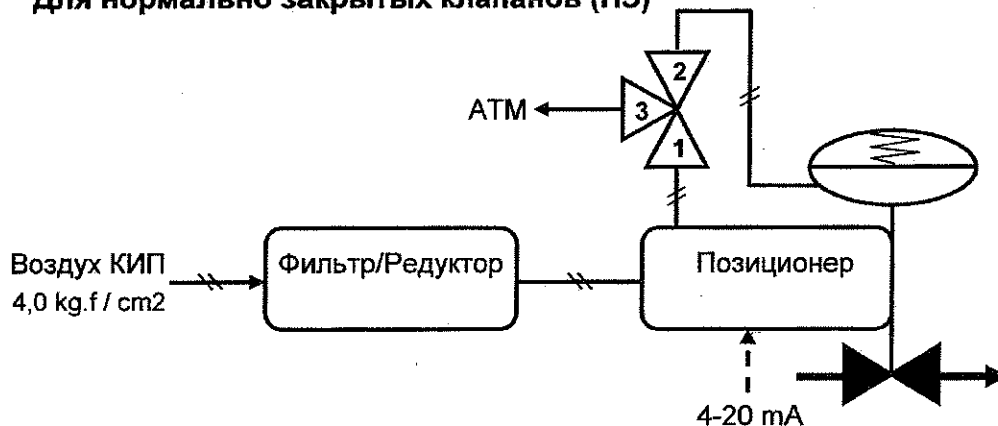 Для нормально закрытых клапанов (НЗ)
2
АТМ
3
1
Воздух КИП
4,0 kg.f / cm2
Фильтр/Редуктор
Позиционер
4-20 mA